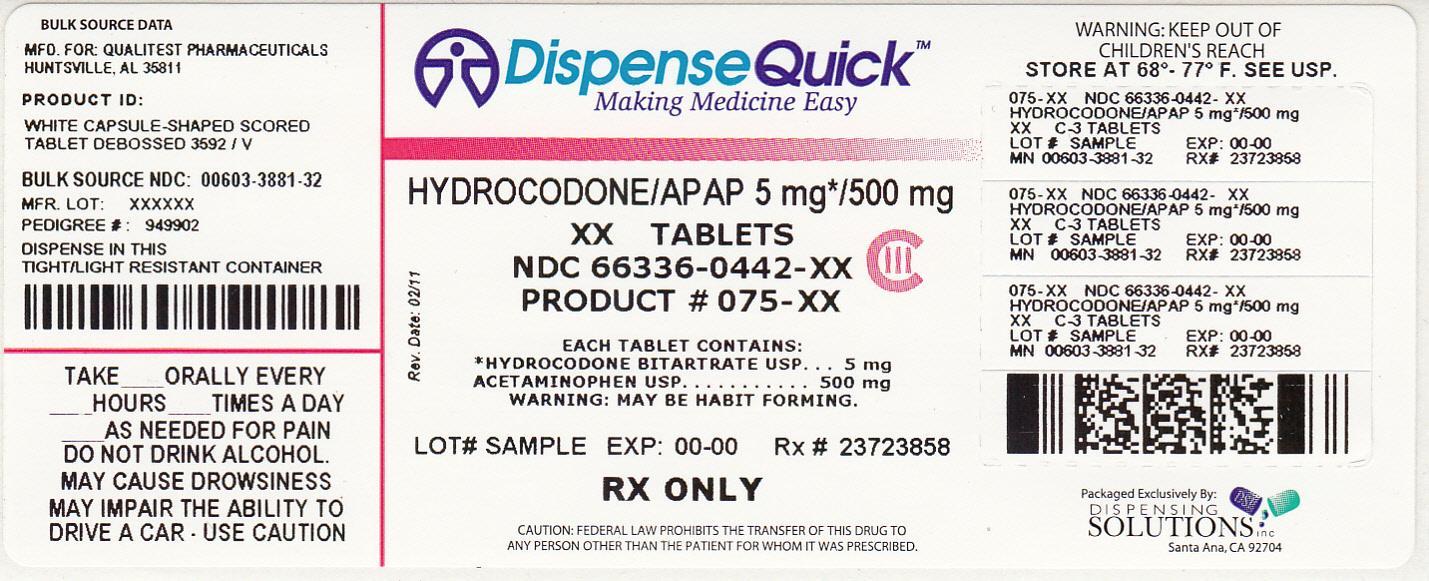 BULK SOURCE DATA
MFD. FOR: QUALITEST PHARMACEUTICALS
HUNTSVILLE, AL 35811
PRODUCT ID:
WHITE CAPSULE-SHAPED SCORED
TABLET DEBOSSED 3592 / V
BULK SOURCE NDC: 00603-3881-32
MFR. LOT: XXXXXX
PEDIGREE #: 949902
DISPENSE IN THIS
TIGHT/LIGHT RESISTANT CONTAINER
TAKE____ORALLY EVERY
____HOURS____TIMES A DAY
____AS NEEDED FOR PAIN
DO NOT DRINK ALCOHOL.
MAY CAUSE DROWSINESS
MAY IMPAIR THE ABILITY TO
DRIVE A CAR - USE CAUTION
DispenseQuick™
Making Medicine Easy
HYDROCODONE/APAP 5 mg*/500 mg
XX TABLETS
NDC 66336-0442-XX
PRODUCT # 075-XX
CIII
Rev. Date: 02/11
EACH TABLET CONTAINS:
*HYDROCODONE BITARTRATE USP... 5 mg
ACETAMINOPHEN USP........... 500 mg
WARNING: MAY BE HABIT FORMING.
LOT# SAMPLE EXP: 00-00 Rx # 23723858
RX ONLY
CAUTION: FEDERAL LAW PROHIBITS THE TRANSFER OF THIS DRUG TO
ANY PERSON OTHER THAN THE PATIENT FOR WHOM IT WAS PRESCRIBED.
WARNING: KEEP OUT OF
CHILDREN'S REACH
STORE AT 68°- 77° F. SEE USP.
075-XX NDC 66336-0442- XX
HYDROCODONE/APAP 5 mg*/500 mg
XX C-3 TABLETS
LOT # SAMPLE EXP: 00-00
MN 00603-3881-32 RX# 23723858
075-XX NDC 66336-0442- XX
HYDROCODONE/APAP 5 mg*/500 mg
XX C-3 TABLETS
LOT # SAMPLE EXP: 00-00
MN 00603-3881-32 RX# 23723858
075-XX NDC 66336-0442- XX
HYDROCODONE/APAP 5 mg*/500 mg
XX C-3 TABLETS
LOT # SAMPLE EXP: 00-00
MN 00603-3881-32 RX# 23723858
Packaged Exclusively By:
DSI
DISPENSING
SOLUTIONS inc
Santa Ana, CA 92704